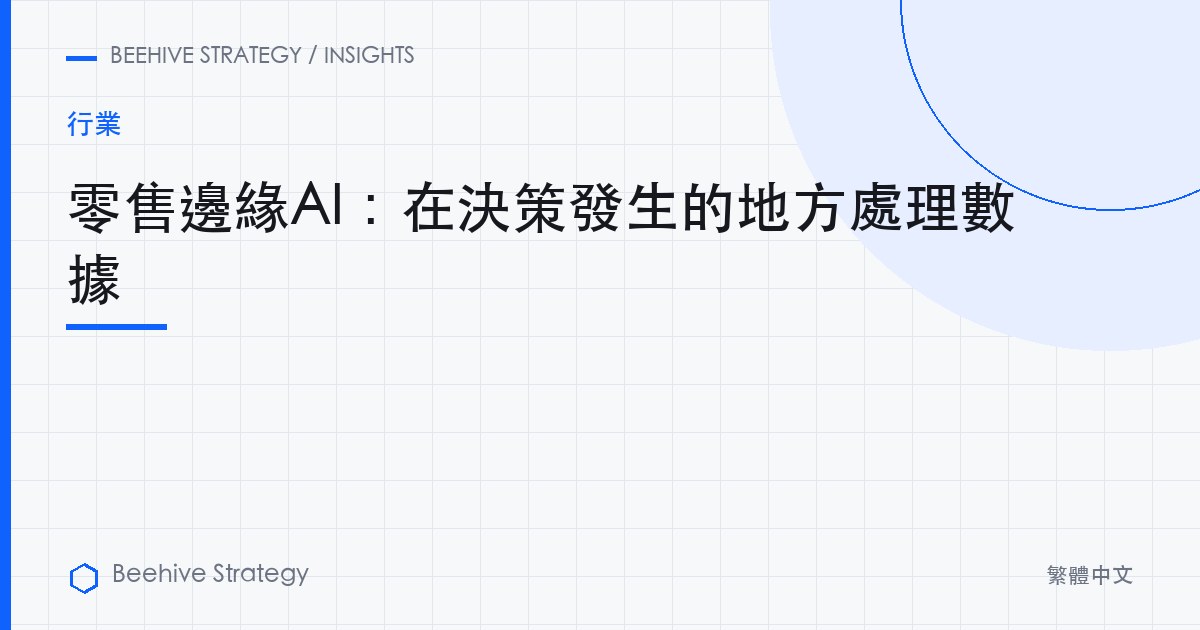 BEEHIVE STRATEGY / INSIGHTS
行業
零售邊緣AI：在決策發生的地方處理數
據
Beehive Strategy
繁體中文